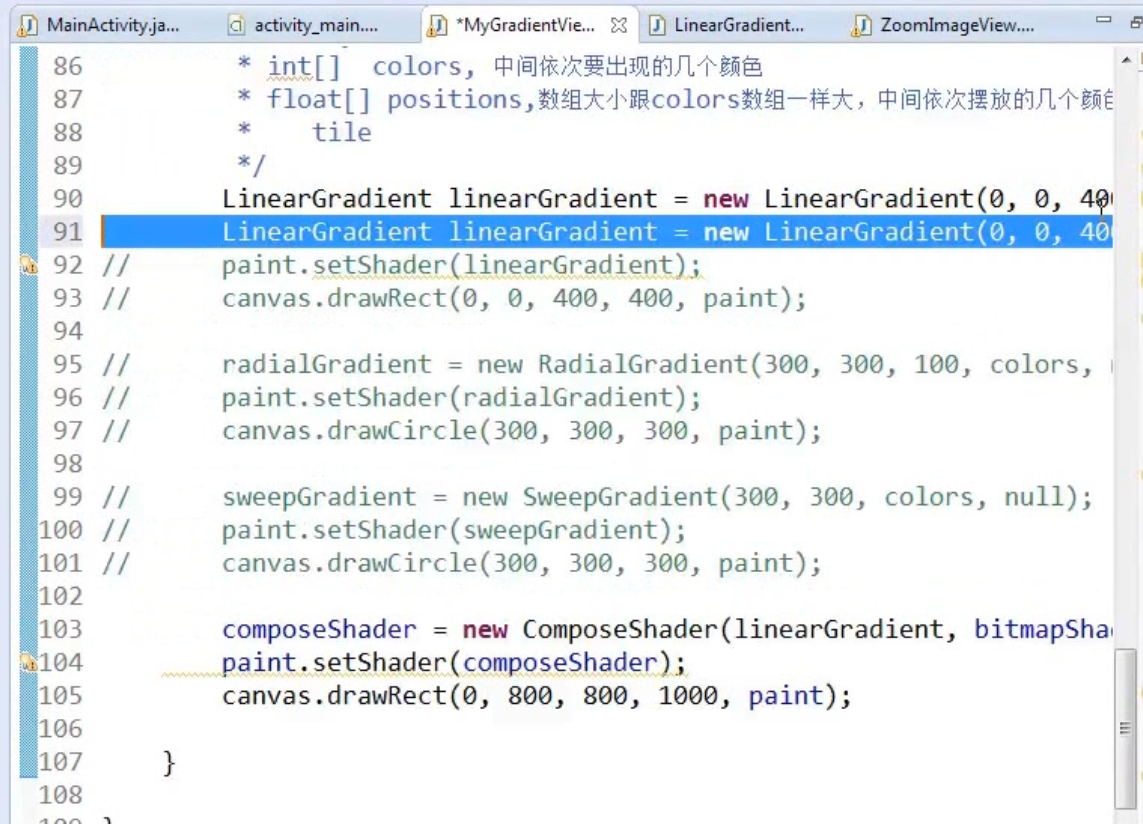 MainActivity.ja... activity_main.... *MyGradientVie... LinearGradient... ZoomImageView....
86 * int[] colors, 中间依次要出现的几个颜色
87 * float[] positions,数组大小跟colors数组一样大，中间依次摆放的几个颜色
88 * tile
89 */
90 LinearGradient linearGradient = new LinearGradient(0, 0, 400
91 LinearGradient linearGradient = new LinearGradient(0, 0, 40
92 // paint.setShader(linearGradient);
93 // canvas.drawRect(0, 0, 400, 400, paint);
94
95 // radialGradient = new RadialGradient(300, 300, 100, colors,
96 // paint.setShader(radialGradient);
97 // canvas.drawCircle(300, 300, 300, paint);
98
99 // sweepGradient = new SweepGradient(300, 300, colors, null);
100 // paint.setShader(sweepGradient);
101 // canvas.drawCircle(300, 300, 300, paint);
102
103 composeShader = new ComposeShader(linearGradient, bitmapSha
104 paint.setShader(composeShader);
105 canvas.drawRect(0, 800, 800, 1000, paint);
106
107 }
108
109 }